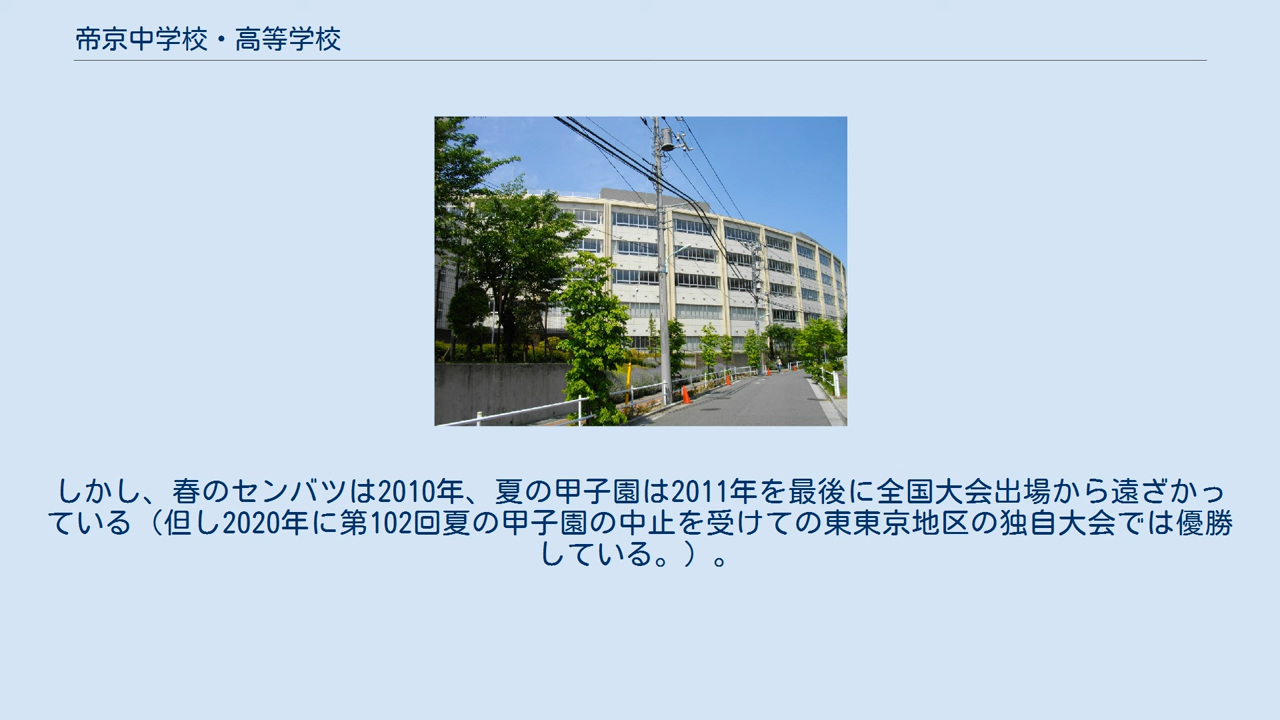 帝京中学校・高等学校
しかし、春のセンバツは2010年、夏の甲子園は2011年を最後に全国大会出場から遠ざかっ
ている（但し2020年に第102回夏の甲子園の中止を受けての東東京地区の独自大会では優勝
している。）。